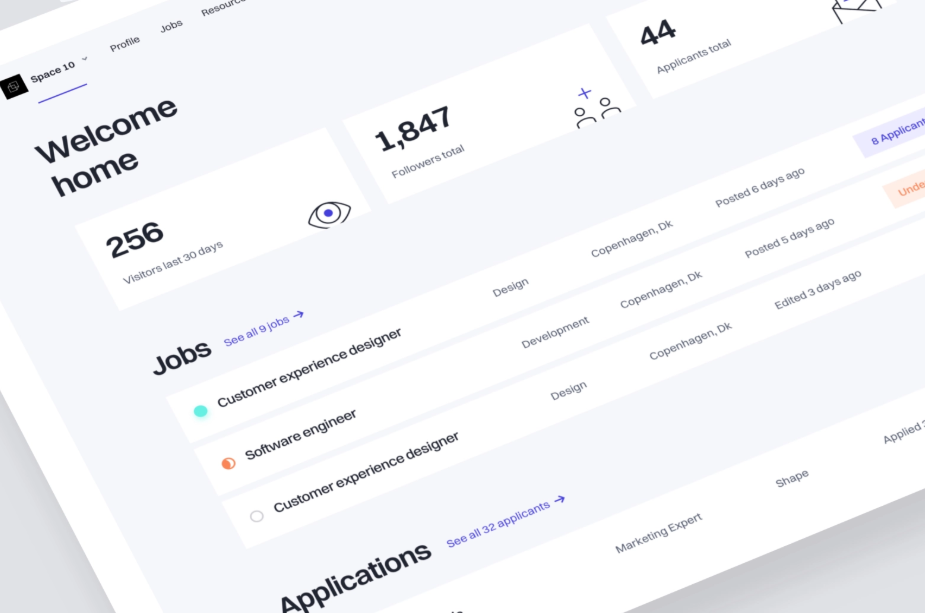 Space 10
Profile
Jobs
Welcome
home
256
Visitors last 30 days
1,847
Followers total
44
Applicants total
Jobs
See all 9 jobs →
Customer experience designer
Design
Copenhagen, Dk
Posted 6 days ago
Software engineer
Development
Copenhagen, Dk
Posted 5 days ago
Customer experience designer
Design
Copenhagen, Dk
Edited 3 days ago
8
Applications
See all 32 applicants →
Marketing Expert
Shape
Applied